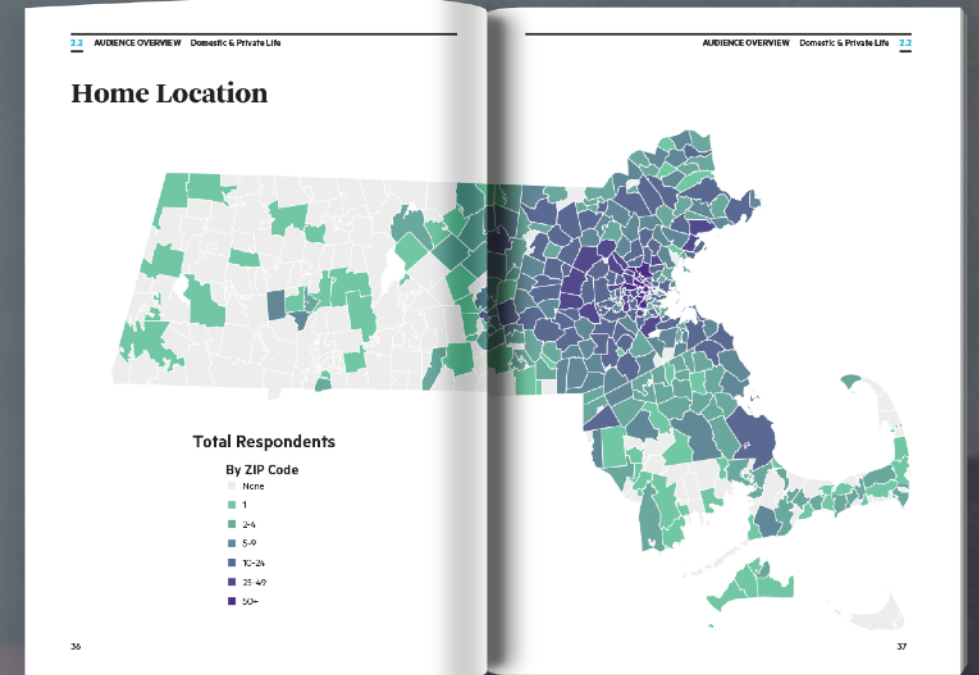 2.2 AUDIENCE OVERVIEW Domestic & Private Life
AUDIENCE OVERVIEW Domestic & Private Life 2.2
Home Location
Total Respondents
By ZIP Code
None
1
2-4
5-9
10-24
25-49
50+
36
37